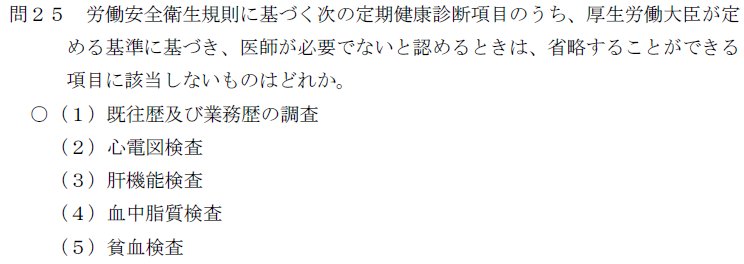 問25 労働安全衛生規則に基づく次の定期健康診断項目のうち、厚生労働大臣が定
める基準に基づき、医師が必要でないと認めるときは、省略することができる
項目に該当しないものはどれか。
○(1)既往歴及び業務歴の調査
(2)心電図検査
(3)肝機能検査
(4)血中脂質検査
(5)貧血検査